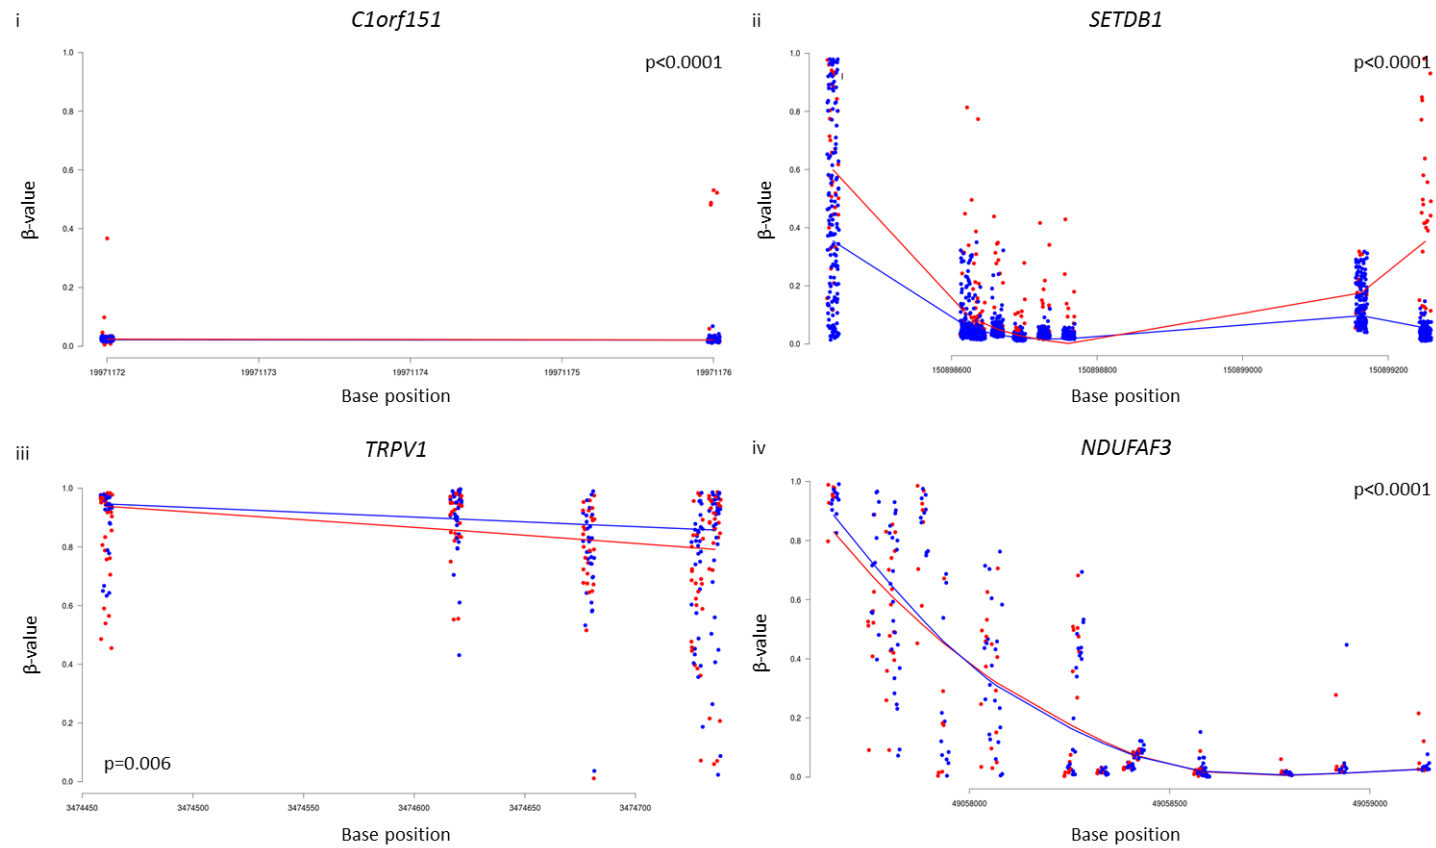 i
C1orf151
p<0.0001
1.0
0.8
0.6
0.4
0.2
0.0
β-value
19971172
19971173
19971174
19971175
19971176
Base position
ii
SETDB1
p<0.0001
1.0
0.8
0.6
0.4
0.2
0.0
β-value
150898600
150898800
150899000
150899200
Base position
iii
TRPV1
1.0
0.8
0.6
0.4
0.2
0.0
β-value
p=0.006
3474450
3474500
3474550
3474600
3474650
3474700
Base position
iv
NDUFAF3
p<0.0001
1.0
0.8
0.6
0.4
0.2
0.0
β-value
49058000
49058500
49059000
Base position